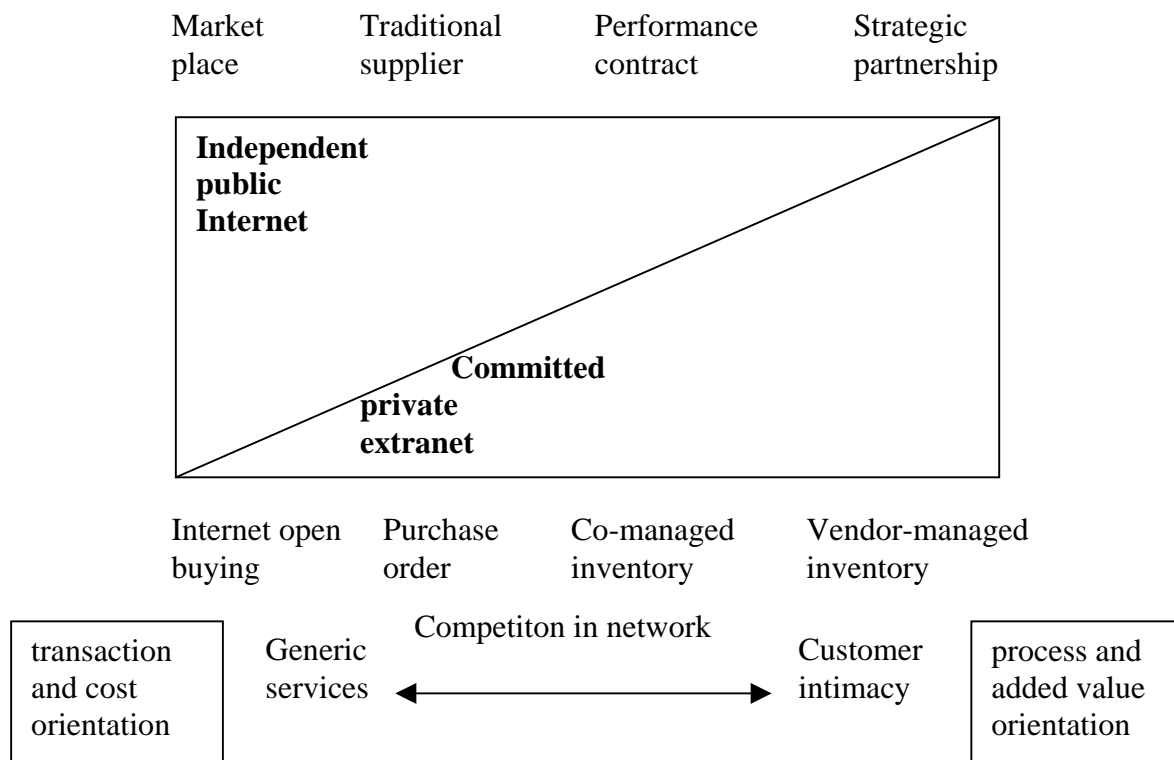 Market place
Traditional supplier
Performance contract
Strategic partnership
Independent
public
Internet
Committed
private
extranet
Internet open buying
Purchase order
Co-managed inventory
Vendor-managed inventory
transaction
and cost
orientation
Generic
services
Competiton in network
Customer
intimacy
process and
added value
orientation